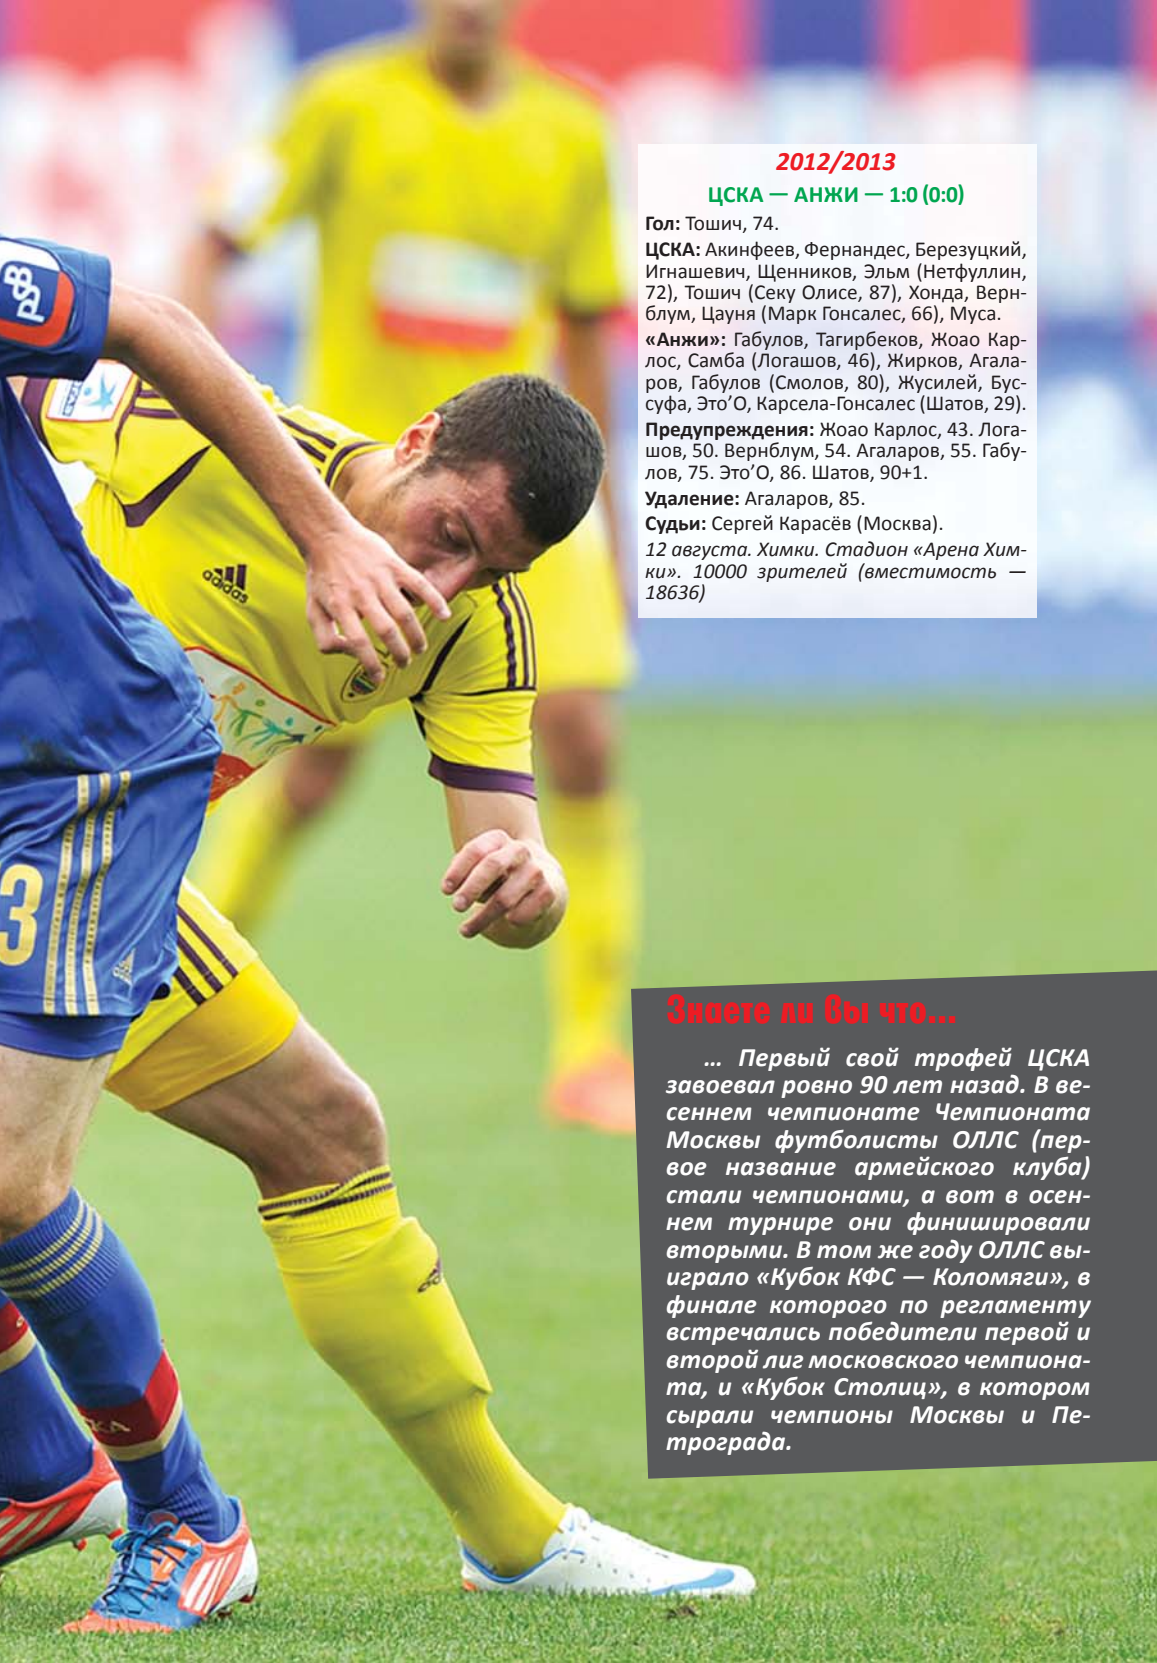 2012/2013
ЦСКА — АНЖИ — 1:0 (0:0)
Гол: Тошич, 74.
ЦСКА: Акинфеев, Фернандес, Березуцкий,
Игнашевич, Щенников, Эльм (Нетфуллин,
72), Тошич (Секу Олисе, 87), Хонда, Верн-
блум, Цауня (Марк Гонсалес, 66), Муса.
«Анжи»: Габулов, Тагирбеков, Жоао Кар-
лос, Самба (Логашов, 46), Жирков, Агала-
ров, Габулов (Смолов, 80), Жусилей, Бус-
суфа, Это’О, Карсела-Гонсалес (Шатов, 29).
Предупреждения: Жоао Карлос, 43. Лога-
шов, 50. Вернблум, 54. Агаларов, 55. Габу-
лов, 75. Это’О, 86. Шатов, 90+1.
Удаление: Агаларов, 85.
Судьи: Сергей Карасёв (Москва).
12 августа. Химки. Стадион «Арена Хим-
ки». 10000 зрителей (вместимость —
18636)
psB
adidas
3
adidas
Знаете ли Вы что...
... Первый свой трофей ЦСКА
завоевал ровно 90 лет назад. В ве-
сеннем чемпионате Чемпионата
Москвы футболисты ОЛЛС (пер-
вое название армейского клуба)
стали чемпионами, а вот в осен-
нем турнире они финишировали
вторыми. В том же году ОЛЛС вы-
играло «Кубок КФС — Коломяги», в
финале которого по регламенту
встречались победители первой и
второй лиг московского чемпиона-
та, и «Кубок Столиц», в котором
сырали чемпионы Москвы и Пе-
трограда.